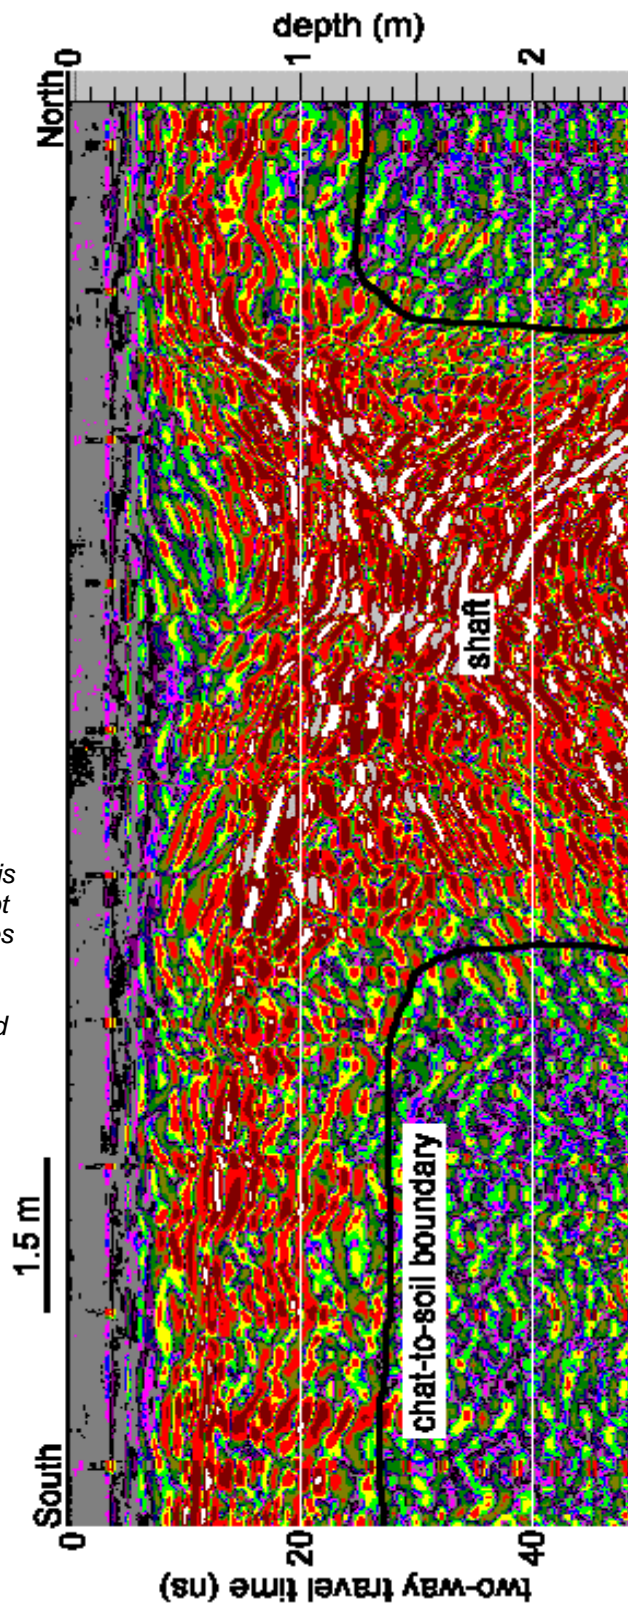 depth (m)
0
1
2
North
shaft
is
d
1.5 m
chat-to-soil boundary
South
0
20
40
two-way travel time (ns)